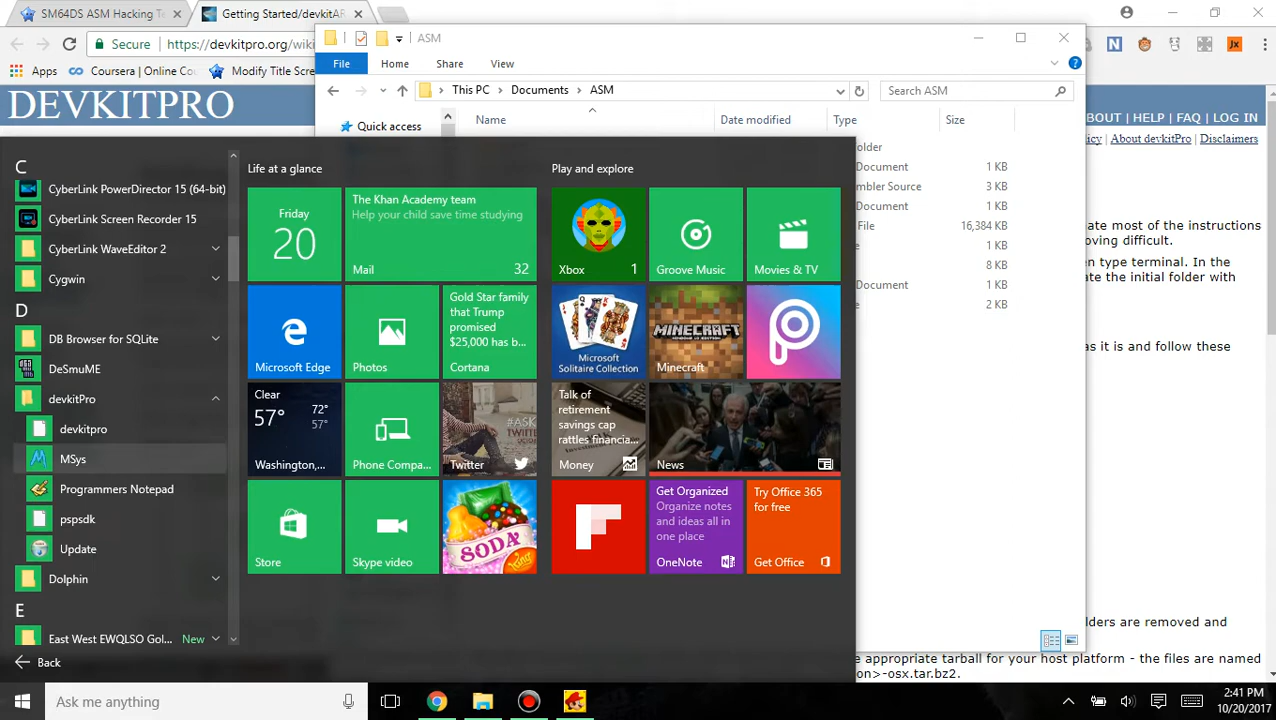 SM64DS ASM Hacking T
Getting Started/devkitAR
Secure
https://devkitpro.org/wiki
Apps
Coursera | Online Co
Modify Title Scree
ASM
File
Home
Share
View
This PC
Documents
ASM
Search ASM
Name
Date modified
Type
Size
Quick access
DEVKITPRO
ABOUT | HELP | FAQ | LOG IN
About devkitPro
Disclaimers
Document
1 KB
3 KB
Document
1 KB
File
16,384 KB
1 KB
8 KB
Document
1 KB
2 KB
ate most of the instructions
oving difficult.
en type terminal. In the
ate the initial folder with
as it is and follow these
lders are removed and
e appropriate tarball for your host platform - the files are named
on>-osx.tar.bz2.
C
CyberLink PowerDirector 15 (64-bit)
CyberLink Screen Recorder 15
CyberLink WaveEditor 2
Cygwin
D
DB Browser for SQLite
DeSmuME
devkitPro
devkitpro
MSys
Programmers Notepad
pspsdk
Update
Dolphin
E
East West EWQLSO Gol...
New
Back
Life at a glance
Friday
20
The Khan Academy team
Help your child save time studying
Mail
32
Microsoft Edge
Photos
Gold Star family
that Trump
promised
$25,000 has b...
Cortana
Clear
57°
72°
57°
Washington,...
Phone Compa...
#ASK
Twitter
Store
Skype video
SODA
King
Play and explore
Xbox
1
Groove Music
Movies & TV
Microsoft
Solitaire Collection
MINECRAFT
Minecraft
Talk of
retirement
savings cap
rattles financia...
Money
News
Get Organized
Organize notes
and ideas all in
one place
OneNote
Try Office 365
for free
Get Office
Ask me anything
2:41 PM
10/20/2017